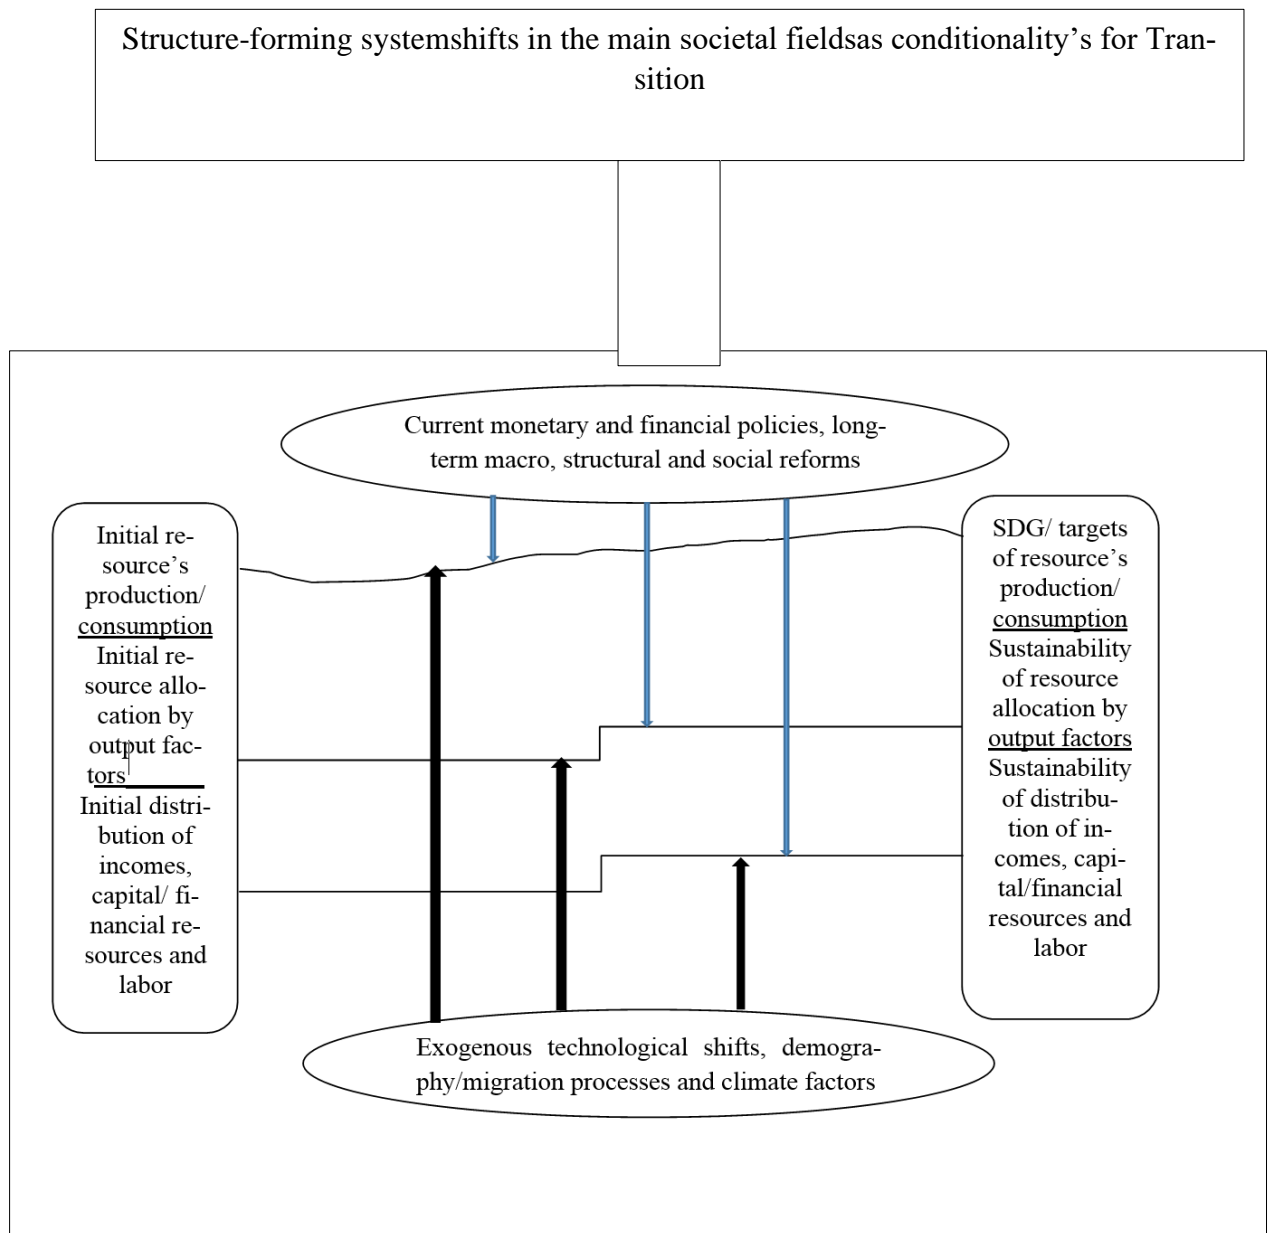 Structure-forming systemshifts in the main societal fieldsas conditionality’s for Tran-
sition
Current monetary and financial policies, long-
term macro, structural and social reforms
Initial re-
source’s
production/
consumption
Initial re-
source allo-
cation by
output fac-
tors
Initial distri-
bution of
incomes,
capital/ fi-
nancial re-
sources and
labor
SDG/ targets
of resource’s
production/
consumption
Sustainability
of resource
allocation by
output factors
Sustainability
of distribu-
tion of in-
comes, capi-
tal/financial
resources and
labor
Exogenous technological shifts, demogra-
phy/migration processes and climate factors